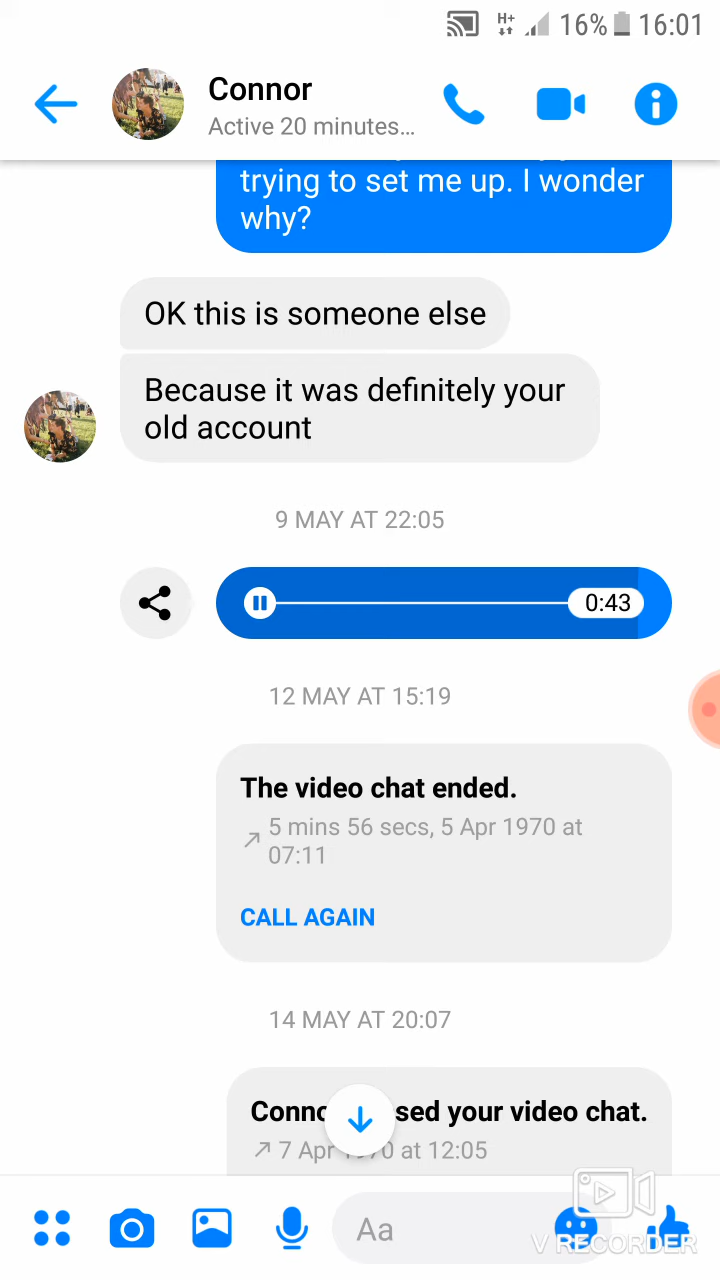 H+ 16% 16:01
Connor
Active 20 minutes...
trying to set me up. I wonder
why?
OK this is someone else
Because it was definitely your
old account
9 MAY AT 22:05
0:43
12 MAY AT 15:19
The video chat ended.
5 mins 56 secs, 5 Apr 1970 at
07:11
CALL AGAIN
14 MAY AT 20:07
sed your video chat.
7 Apr at 12:05
Aa
V RECORDER